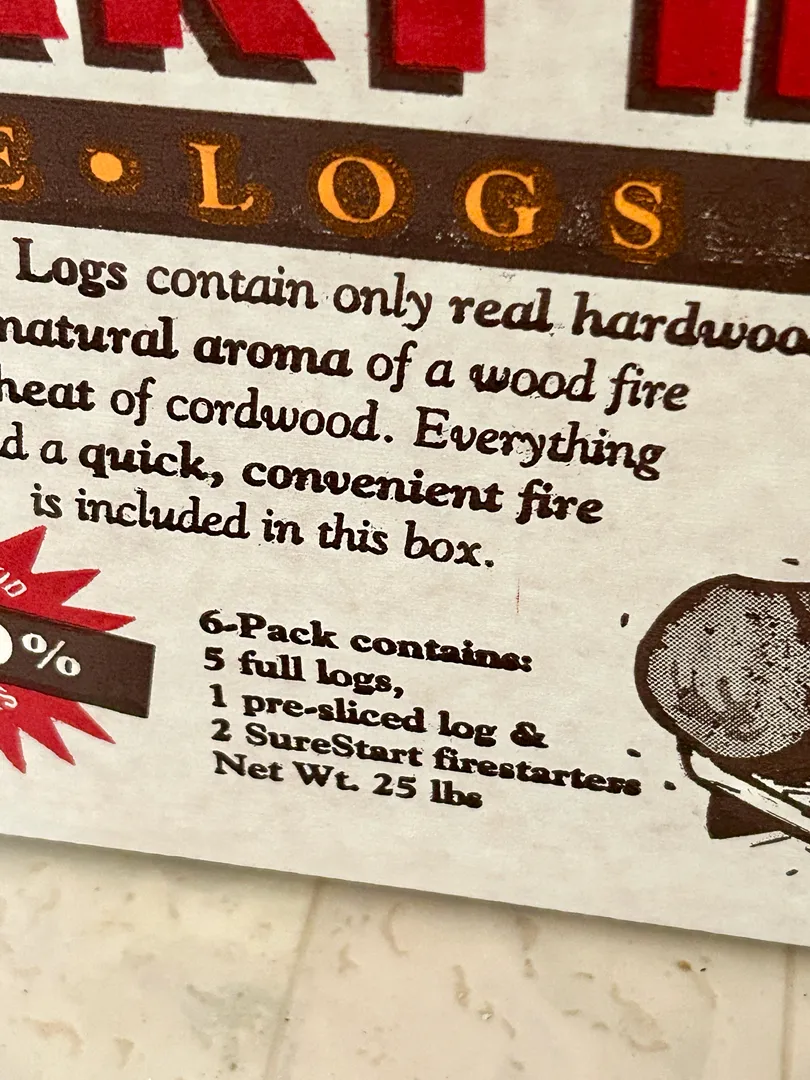 E • LOGS
Logs contain only real
natural aroma of a wood fire
heat of cordwood. Everything
a quick, convenient fire
is included in this box.
%
6-Pack contains:
5 full logs,
1 pre-sliced log &
2 SureStart firestarters
Net Wt. 25 lbs